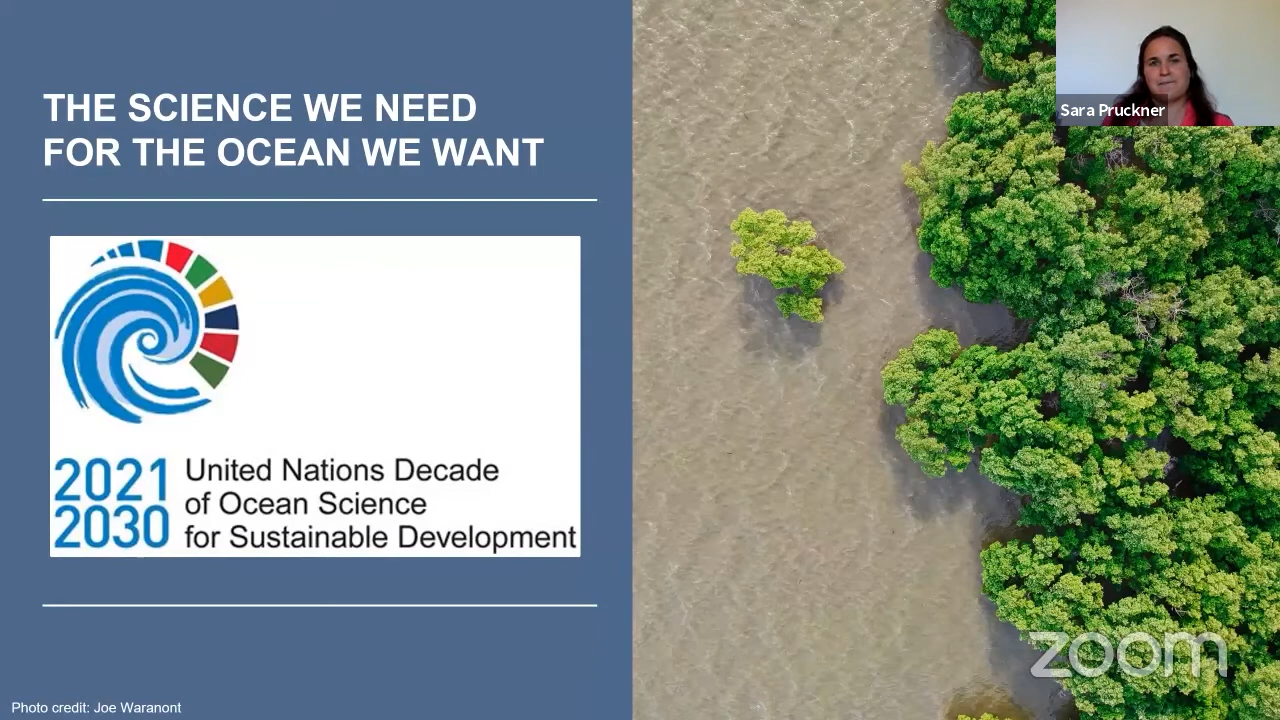 THE SCIENCE WE NEED
FOR THE OCEAN WE WANT
2021
2030
United Nations Decade
of Ocean Science
for Sustainable Development
Photo credit: Joe Waranont
Sara Pruckner
zoom